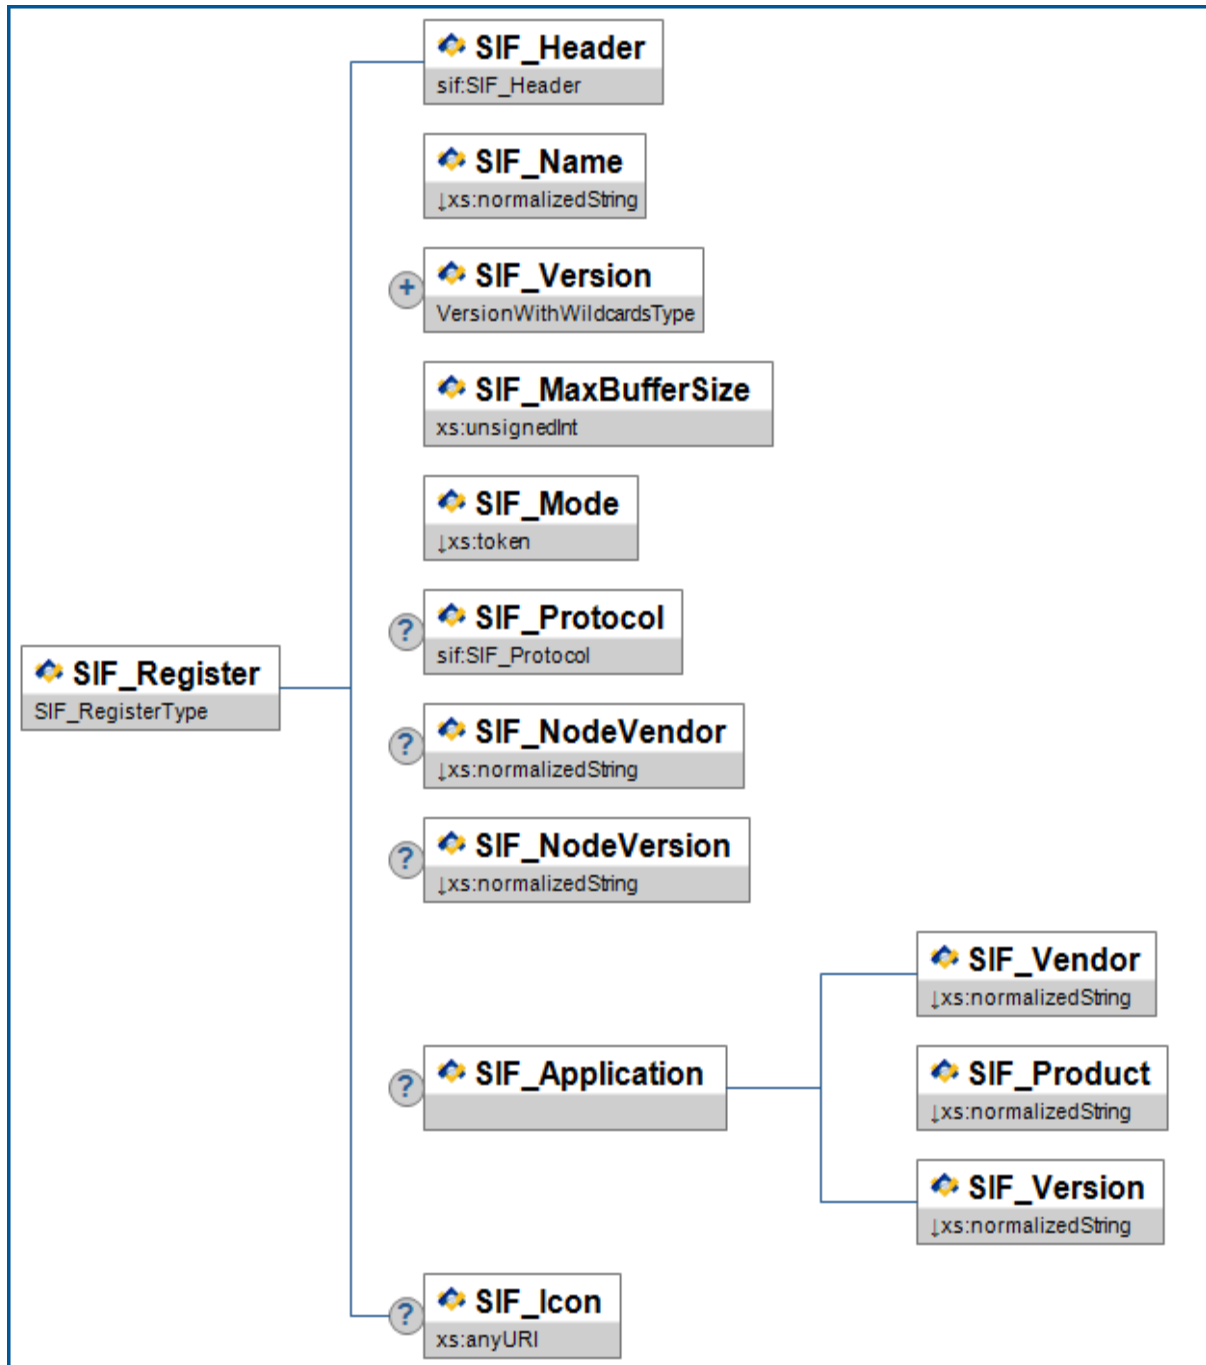 SIF_Header
sif:SIF_Header
SIF_Name
↓xs:normalizedString
+
SIF_Version
VersionWithWildcardsType
SIF_MaxBufferSize
xs:unsignedInt
SIF_Mode
↓xs:token
?
SIF_Protocol
sif:SIF_Protocol
SIF_Register
SIF_RegisterType
?
SIF_NodeVendor
↓xs:normalizedString
?
SIF_NodeVersion
↓xs:normalizedString
?
SIF_Application
SIF_Vendor
↓xs:normalizedString
SIF_Product
↓xs:normalizedString
SIF_Version
↓xs:normalizedString
?
SIF_Icon
xs:anyURI